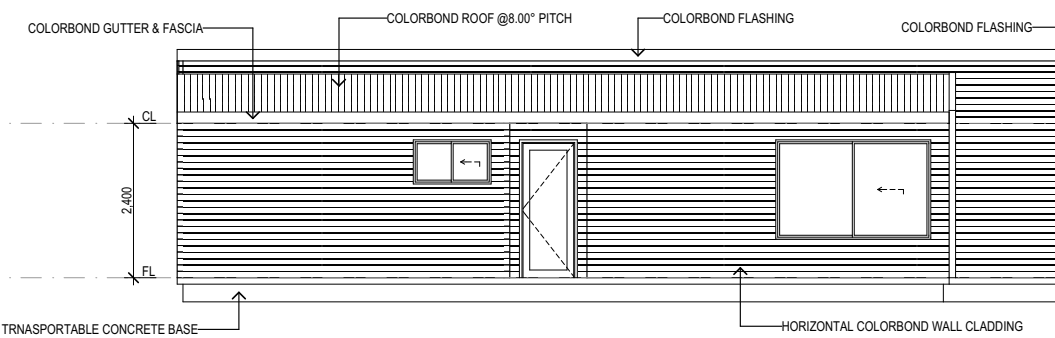 COLORBOND GUTTER & FASCIA
COLORBOND ROOF @8.00° PITCH
COLORBOND FLASHING
COLORBOND FLASHING
CL
2,400
FL
TRNASPORTABLE CONCRETE BASE
HORIZONTAL COLORBOND WALL CLADDING